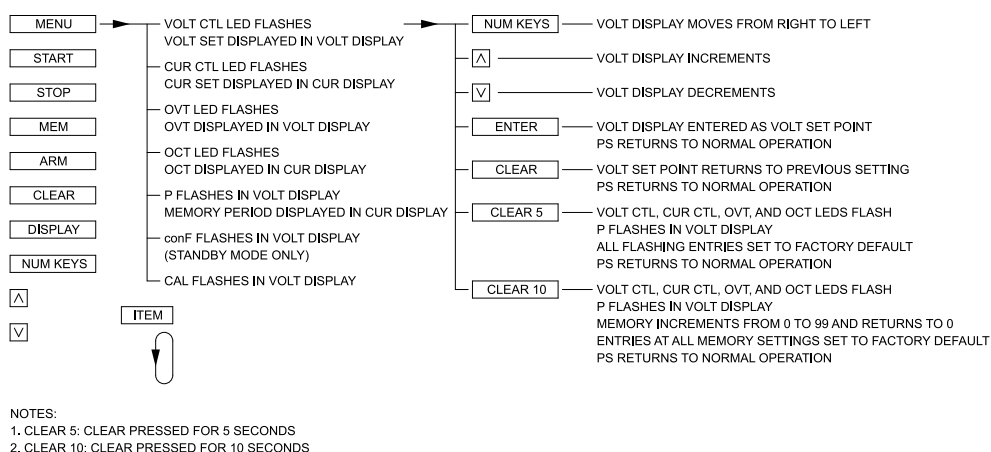 MENU
START
STOP
MEM
ARM
CLEAR
DISPLAY
NUM KEYS
VOLT CTL LED FLASHES
VOLT SET DISPLAYED IN VOLT DISPLAY
CUR CTL LED FLASHES
CUR SET DISPLAYED IN CUR DISPLAY
OVT LED FLASHES
OVT DISPLAYED IN VOLT DISPLAY
OCT LED FLASHES
OCT DISPLAYED IN CUR DISPLAY
P FLASHES IN VOLT DISPLAY
MEMORY PERIOD DISPLAYED IN CUR DISPLAY
conF FLASHES IN VOLT DISPLAY
(STANDBY MODE ONLY)
CAL FLASHES IN VOLT DISPLAY
ITEM
NUM KEYS
VOLT DISPLAY MOVES FROM RIGHT TO LEFT
VOLT DISPLAY INCREMENTS
VOLT DISPLAY DECREMENTS
ENTER
VOLT DISPLAY ENTERED AS VOLT SET POINT
PS RETURNS TO NORMAL OPERATION
CLEAR
VOLT SET POINT RETURNS TO PREVIOUS SETTING
PS RETURNS TO NORMAL OPERATION
CLEAR 5
VOLT CTL, CUR CTL, OVT, AND OCT LEDS FLASH
P FLASHES IN VOLT DISPLAY
ALL FLASHING ENTRIES SET TO FACTORY DEFAULT
PS RETURNS TO NORMAL OPERATION
CLEAR 10
VOLT CTL, CUR CTL, OVT, AND OCT LEDS FLASH
P FLASHES IN VOLT DISPLAY
MEMORY INCREMENTS FROM 0 TO 99 AND RETURNS TO 0
ENTRIES AT ALL MEMORY SETTINGS SET TO FACTORY DEFAULT
PS RETURNS TO NORMAL OPERATION
NOTES:
1. CLEAR 5: CLEAR PRESSED FOR 5 SECONDS
2. CLEAR 10: CLEAR PRESSED FOR 10 SECONDS